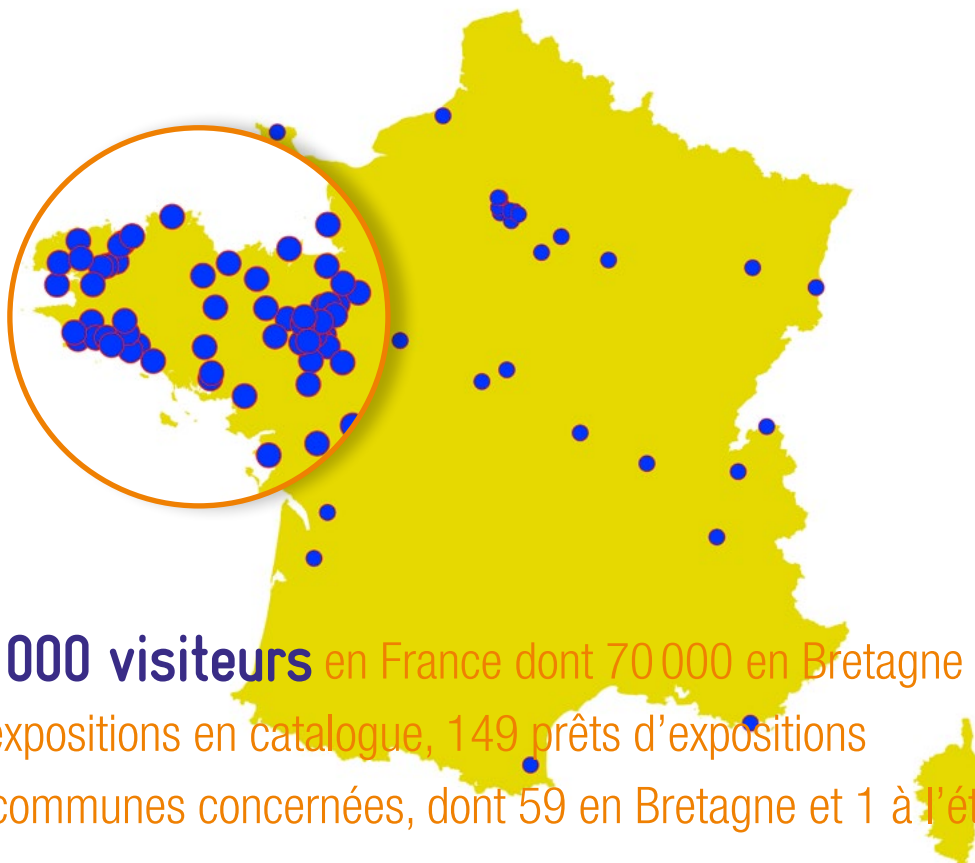 000 visiteurs en France dont 70 000 en Bretagne
expositions en catalogue, 149 prêts d’expositions
communes concernées, dont 59 en Bretagne et 1 à